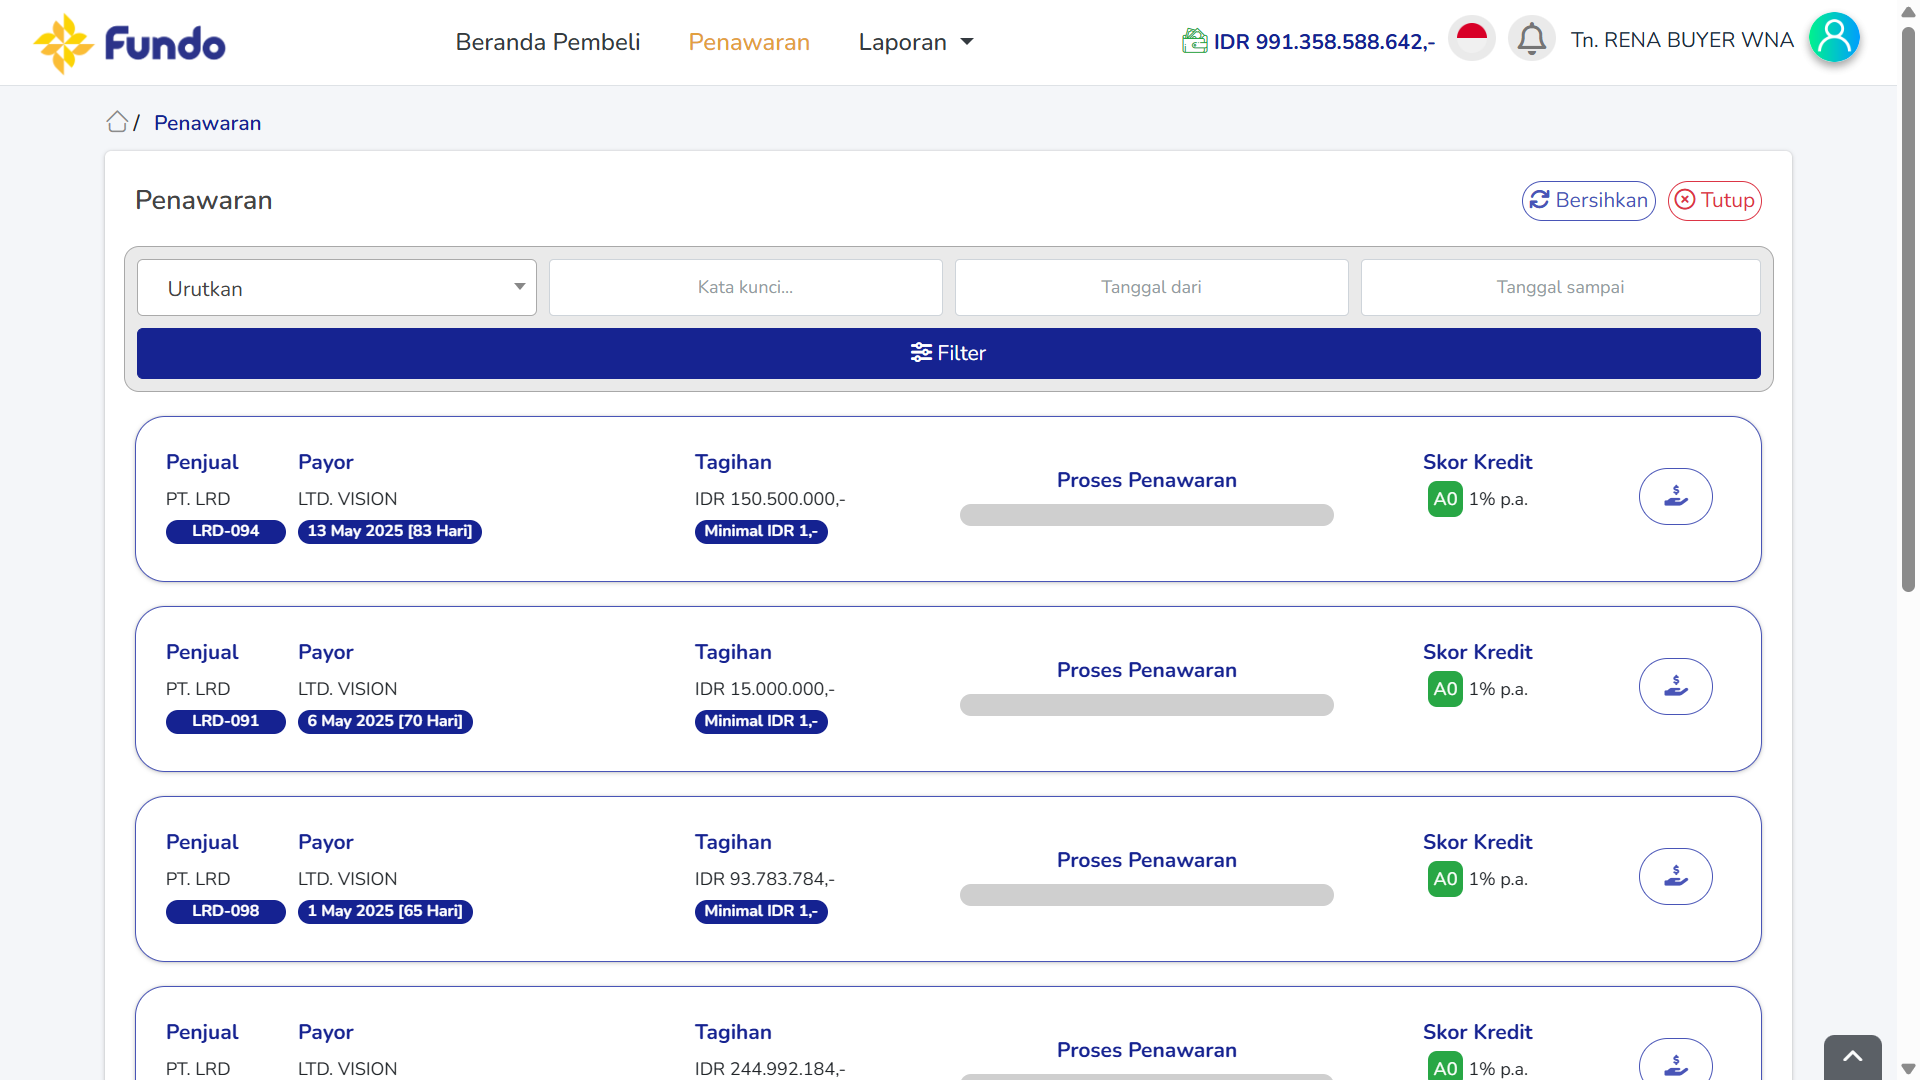 Fundo
Beranda Pembeli
Penawaran
Laporan
IDR 991.358.588.642,-
Tn. RENA BUYER WNA
/ Penawaran
Penawaran
Bersihkan
Tutup
Urutkan
Kata kunci...
Tanggal dari
Tanggal sampai
Filter
Penjual
PT. LRD
LRD-094
Payor
LTD. VISION
13 May 2025 [83 Hari]
Tagihan
IDR 150.500.000,-
Minimal IDR 1,-
Proses Penawaran
Skor Kredit
A0 1% p.a.
Penjual
PT. LRD
LRD-091
Payor
LTD. VISION
6 May 2025 [70 Hari]
Tagihan
IDR 15.000.000,-
Minimal IDR 1,-
Proses Penawaran
Skor Kredit
A0 1% p.a.
Penjual
PT. LRD
LRD-098
Payor
LTD. VISION
1 May 2025 [65 Hari]
Tagihan
IDR 93.783.784,-
Minimal IDR 1,-
Proses Penawaran
Skor Kredit
A0 1% p.a.
Penjual
PT. LRD
Payor
LTD. VISION
Tagihan
IDR 244.992.184,-
Proses Penawaran
Skor Kredit
A0 1% p.a.